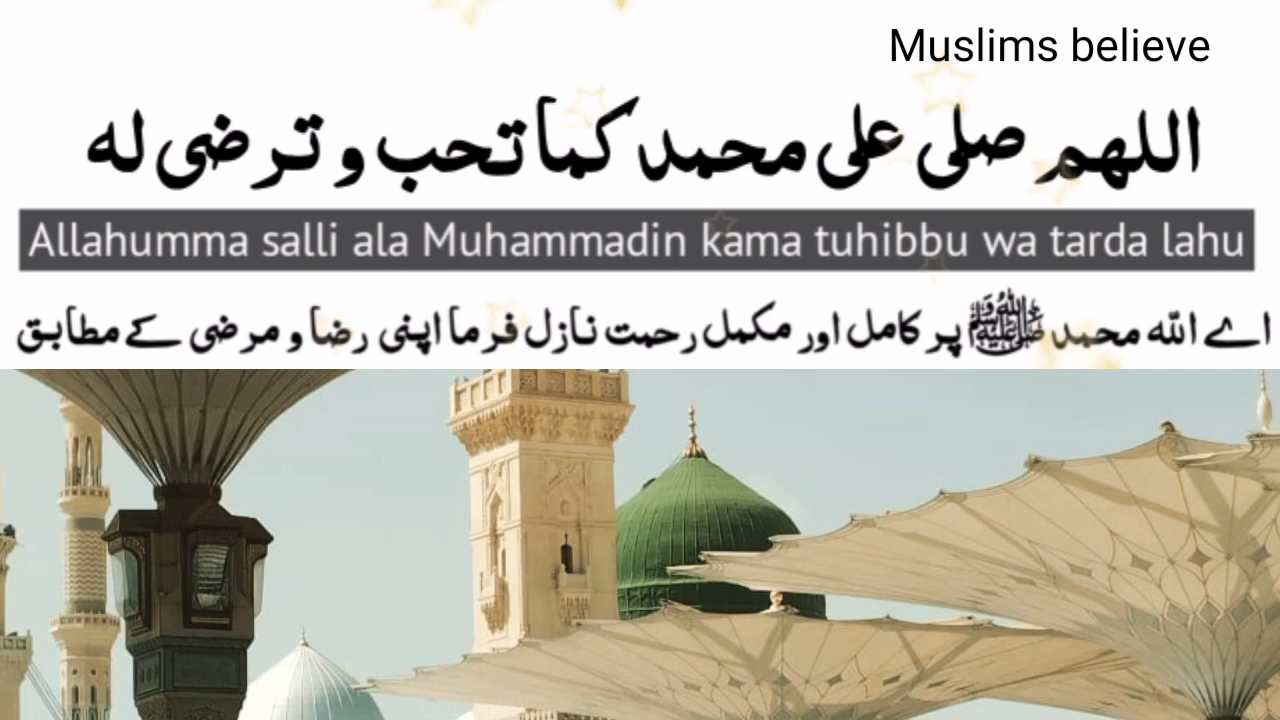 Muslims believe
اللهم صلی علی محمد کما تحب و ترضی له
Allahumma salli ala Muhammadin kama tuhibbu wa tarda lahu
اے اللہ محمد ﷺ پر کامل اور مکمل رحمت نازل فرما اپنی رضا و مرضی کے مطابق